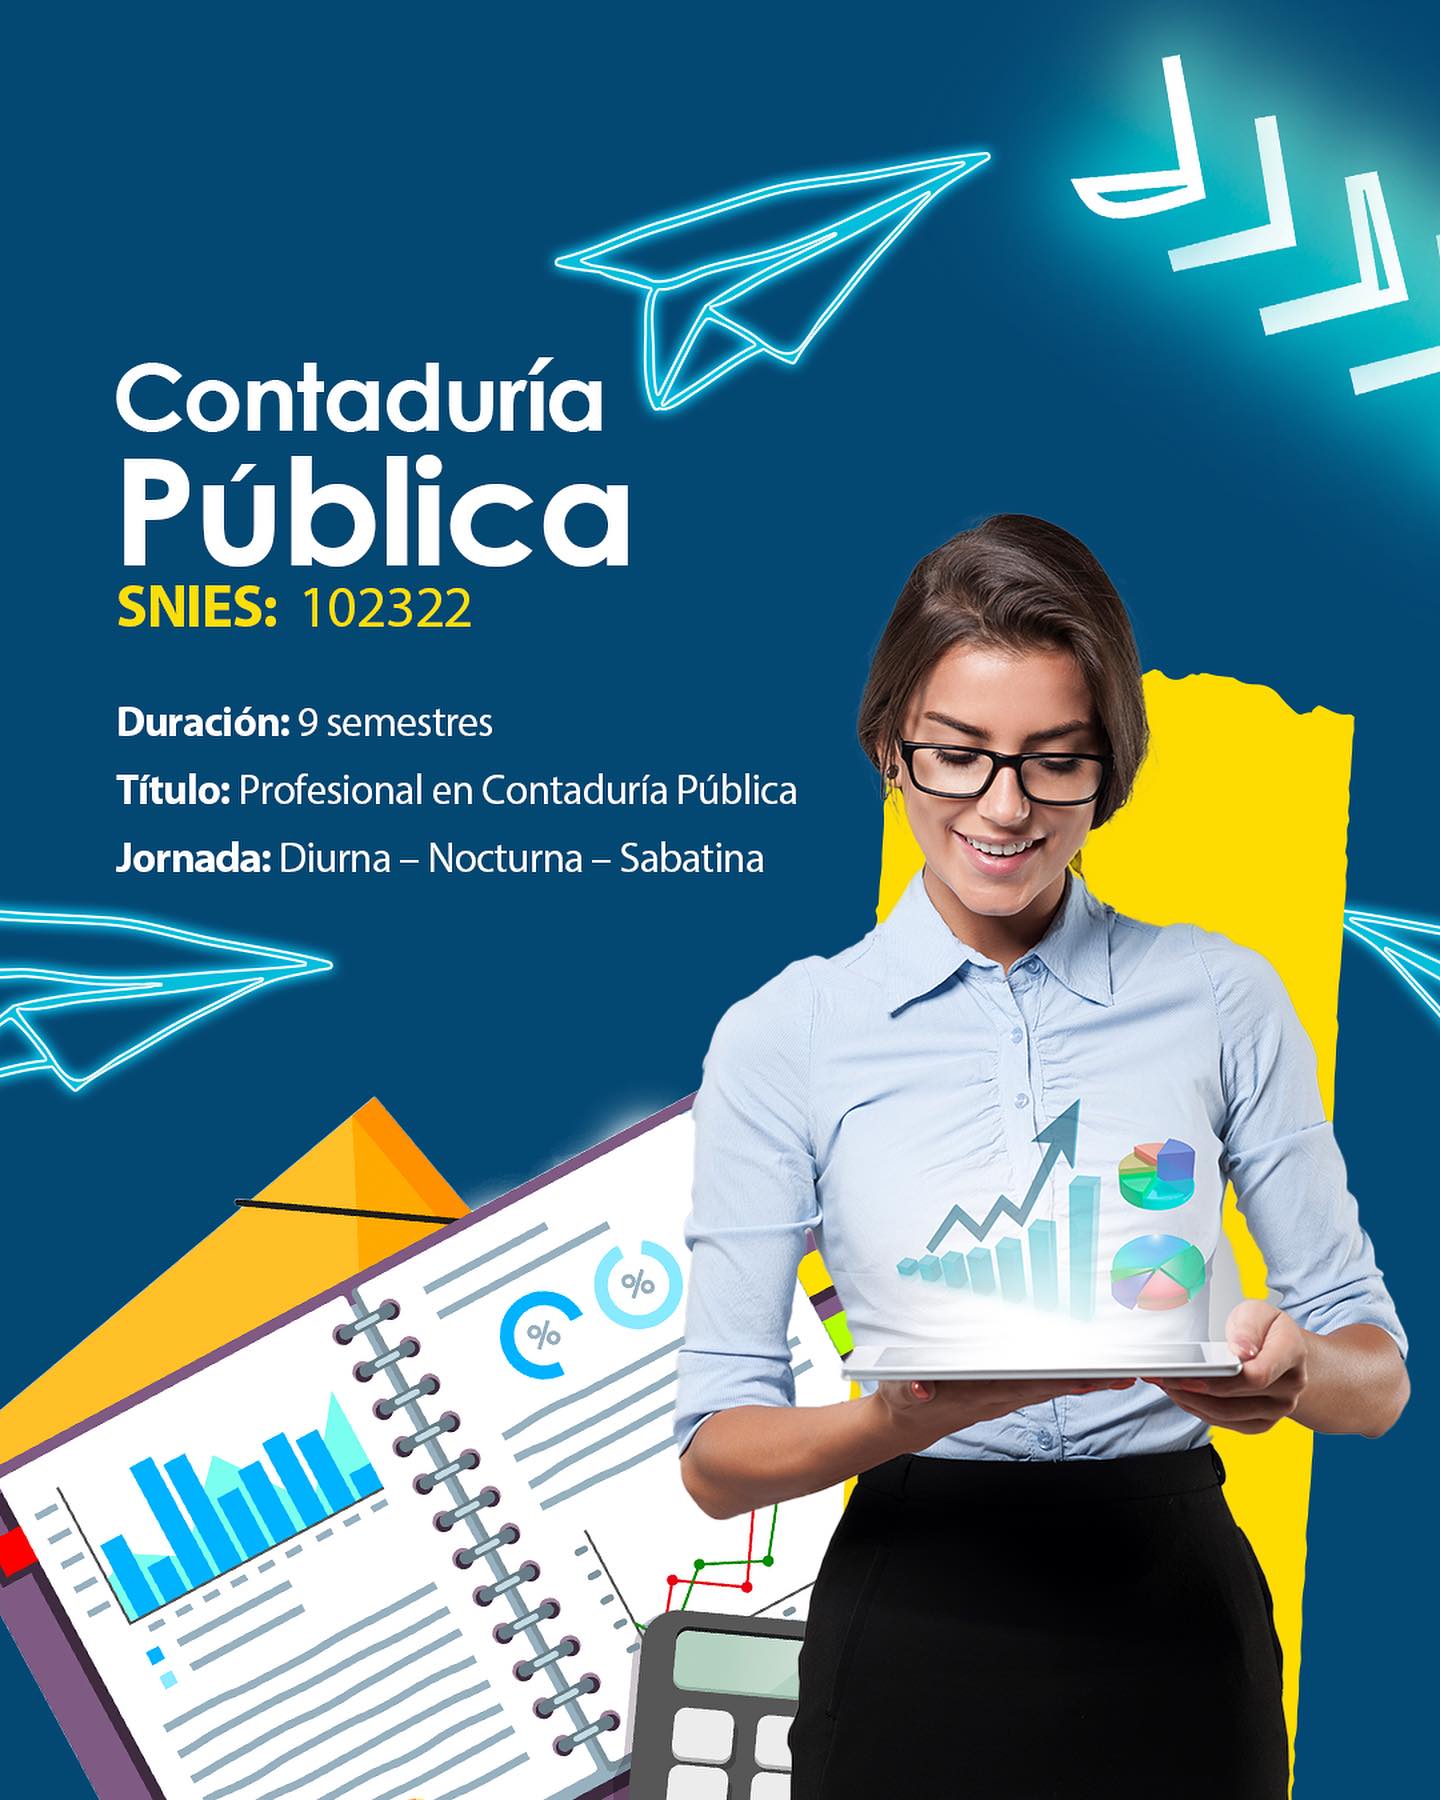 Contaduría
Pública
SNIES: 102322
Duración: 9 semestres
Título: Profesional en Contaduría Pública
Jornada: Diurna – Nocturna – Sabatina
%
%